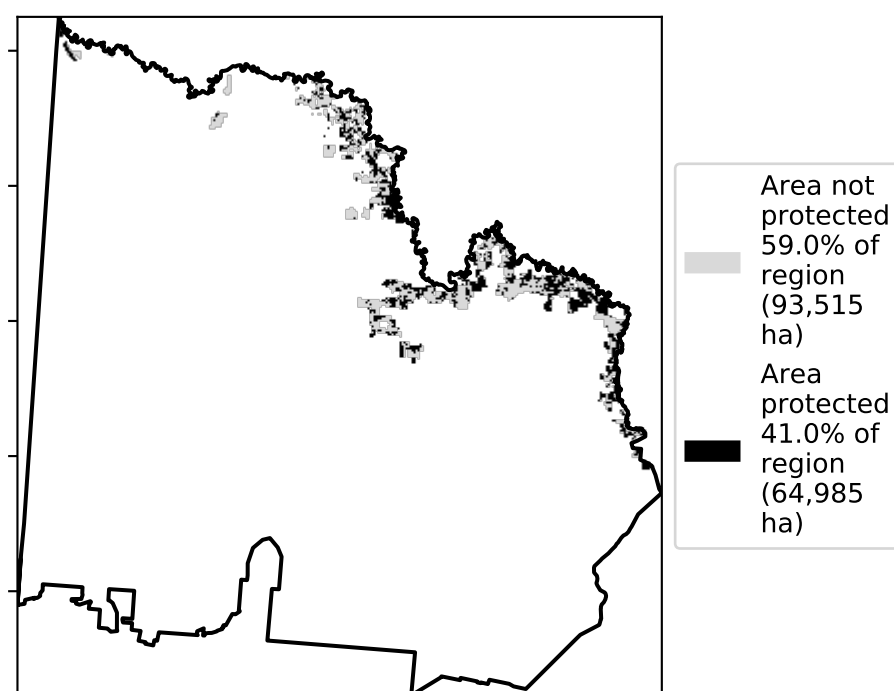 Area not
protected
59.0% of
region
(93,515
ha)
Area
protected
41.0% of
region
(64,985
ha)